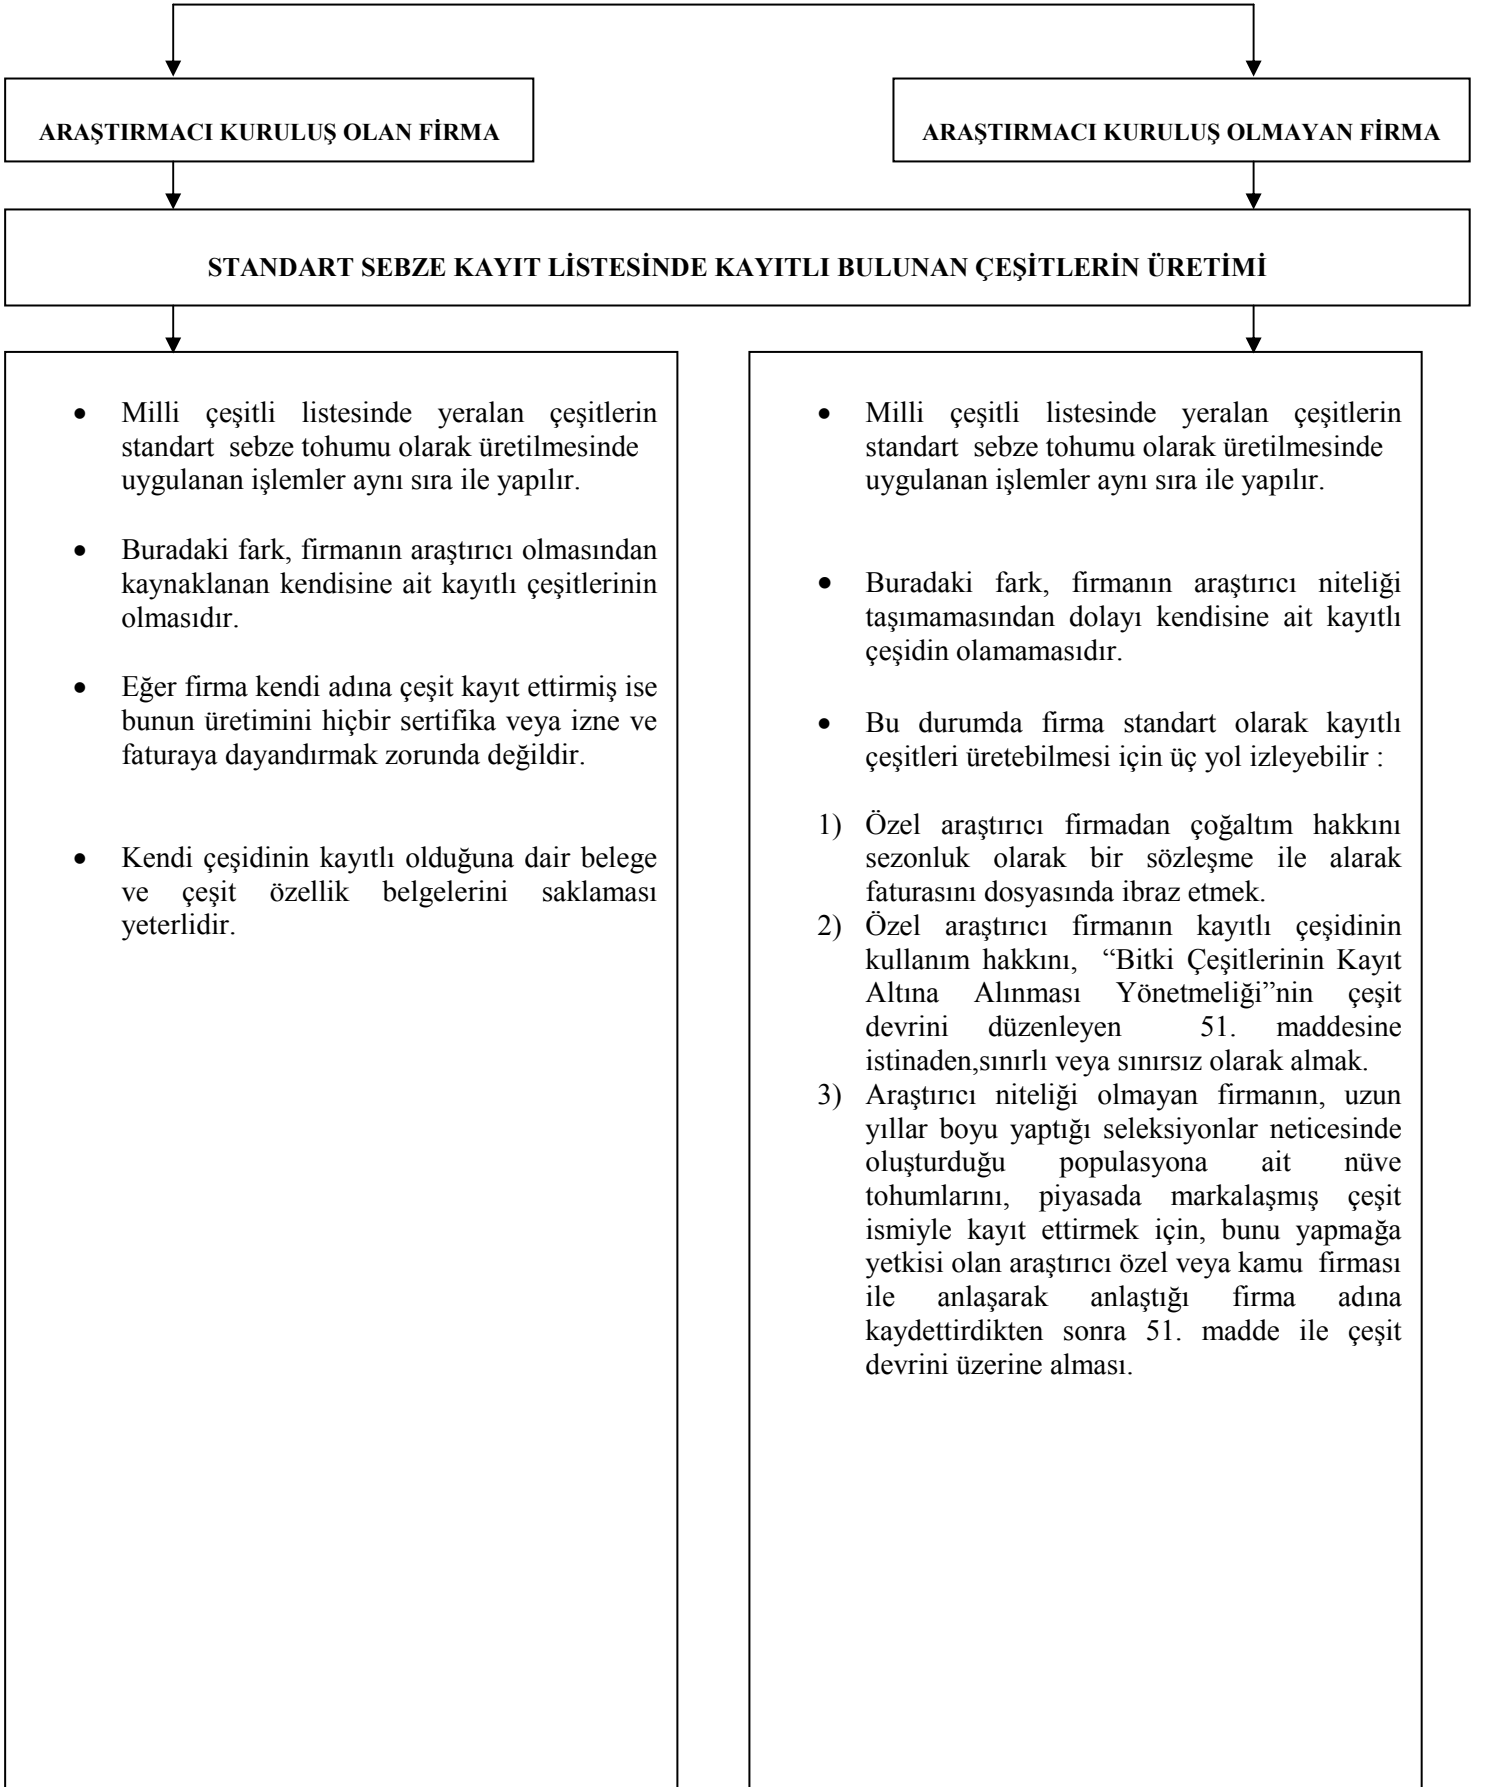 ARAŞTIRMACI KURULUŞ OLAN FİRMA
ARAŞTIRMACI KURULUŞ OLMAYAN FİRMA
STANDART SEBZE KAYIT LİSTESİNDE KAYITLI BULUNAN ÇEŞİTLERİN ÜRETİMİ
• Milli çeşitli listesinde yeralan çeşitlerin
standart sebze tohumu olarak üretilmesinde
uygulanan işlemler aynı sıra ile yapılır.
• Buradaki fark, firmanın araştırıcı olmasından
kaynaklanan kendisine ait kayıtlı çeşitlerinin
olmasıdır.
• Eğer firma kendi adına çeşit kayıt ettirmiş ise
bunun üretimini hiçbir sertifika veya izne ve
faturaya dayandırmak zorunda değildir.
• Kendi çeşidinin kayıtlı olduğuna dair belege
ve çeşit özellik belgelerini saklaması
yeterlidir.
• Milli çeşitli listesinde yeralan çeşitlerin
standart sebze tohumu olarak üretilmesinde
uygulanan işlemler aynı sıra ile yapılır.
• Buradaki fark, firmanın araştırıcı niteliği
taşımamasından dolayı kendisine ait kayıtlı
çeşidin olamamasıdır.
• Bu durumda firma standart olarak kayıtlı
çeşitleri üretebilmesi için üç yol izleyebilir :
1) Özel araştırıcı firmadan çoğaltım hakkını
sezonluk olarak bir sözleşme ile alarak
faturasını dosyasında ibraz etmek.
2) Özel araştırıcı firmanın kayıtlı çeşidinin
kullanım hakkını, “Bitki Çeşitlerinin Kayıt
Altına Alınması Yönetmeliği”nin çeşit
devrini düzenleyen 51. maddesine
istinaden,sınırlı veya sınırsız olarak almak.
3) Araştırıcı niteliği olmayan firmanın, uzun
yıllar boyu yaptığı seleksiyonlar neticesinde
oluşturduğu populasyona ait nüve
tohumlarını, piyasada markalaşmış çeşit
ismiyle kayıt ettirmek için, bunu yapmağa
yetkisi olan araştırıcı özel veya kamu firması
ile anlaşarak anlaştığı firma adına
kaydettirdikten sonra 51. madde ile çeşit
devrini üzerine alması.